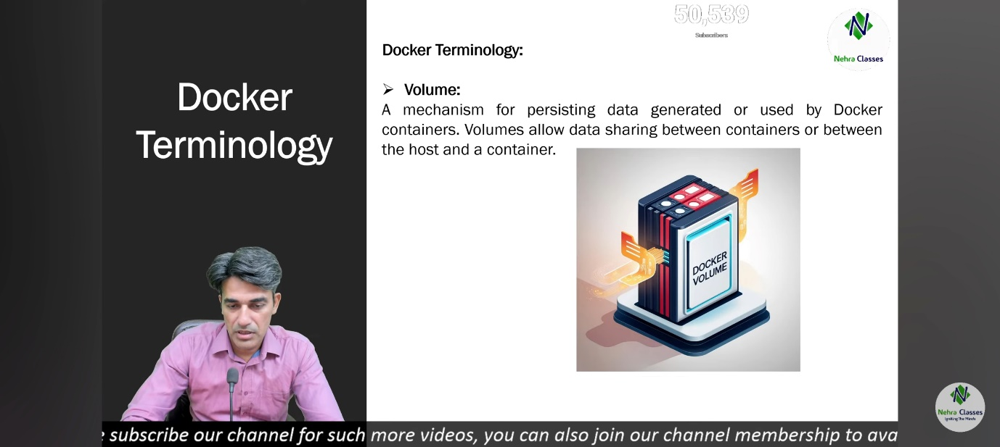 50,539
Subscribers
Nehra Classes
Docker
Terminology
Docker Terminology:
➢ Volume:
A mechanism for persisting data generated or used by Docker
containers. Volumes allow data sharing between containers or between
the host and a container.
DOCKER
VOLUME
Nehra Classes
Igniting The Minds
subscribe our channel for such more videos, you can also join our channel membership to ava